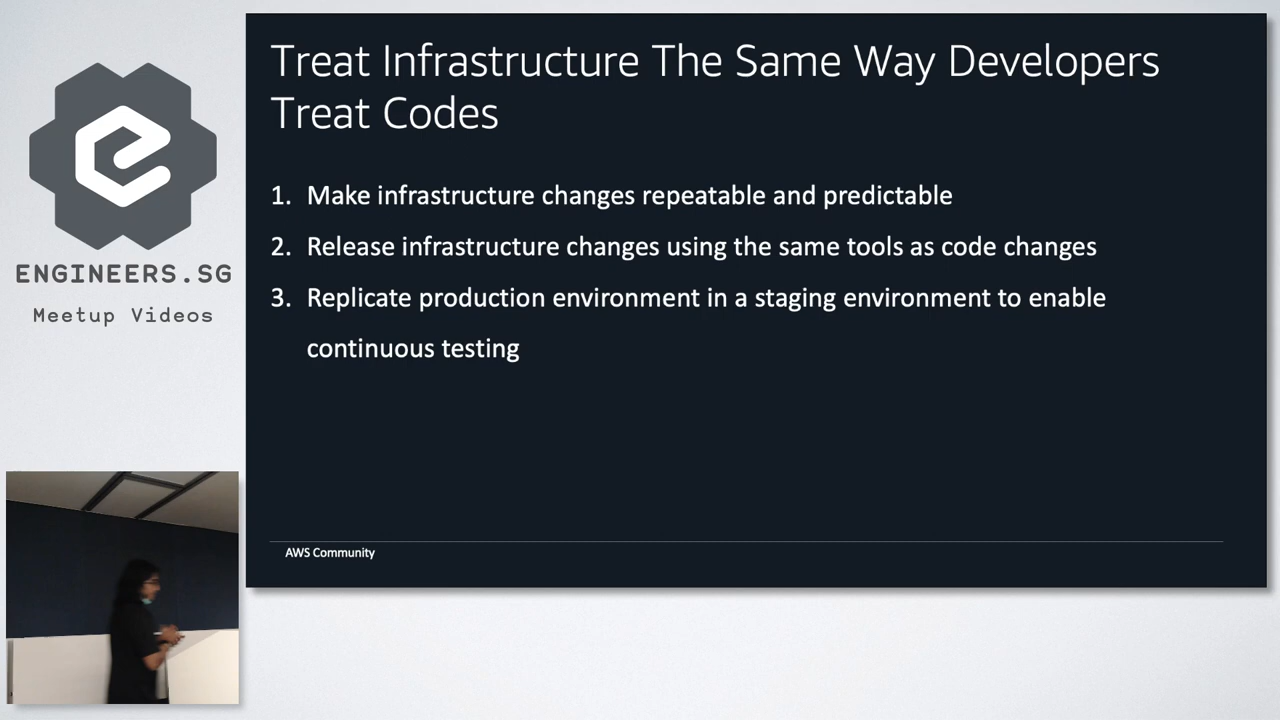 Treat Infrastructure The Same Way Developers
Treat Codes
1. Make infrastructure changes repeatable and predictable
2. Release infrastructure changes using the same tools as code changes
3. Replicate production environment in a staging environment to enable
continuous testing
AWS Community
ENGINEERS.SG
Meetup Videos